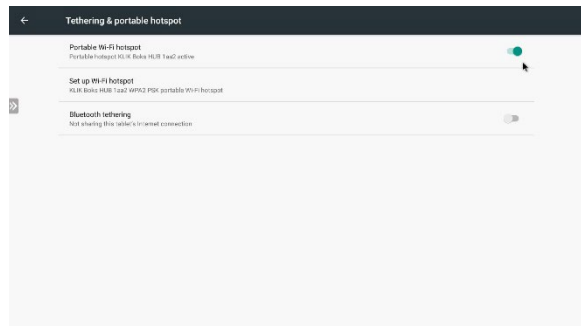 Tethering & portable hotspot
Portable Wi-Fi hotspot
Portable hotspot KLIK Boks HUB 1aa2 active
Set up Wi-Fi hotspot
KLIK Boks HUB 1aa2 WPA2 PSK portable Wi-Fi hotspot
Bluetooth tethering
Not sharing this tablet's internet connection